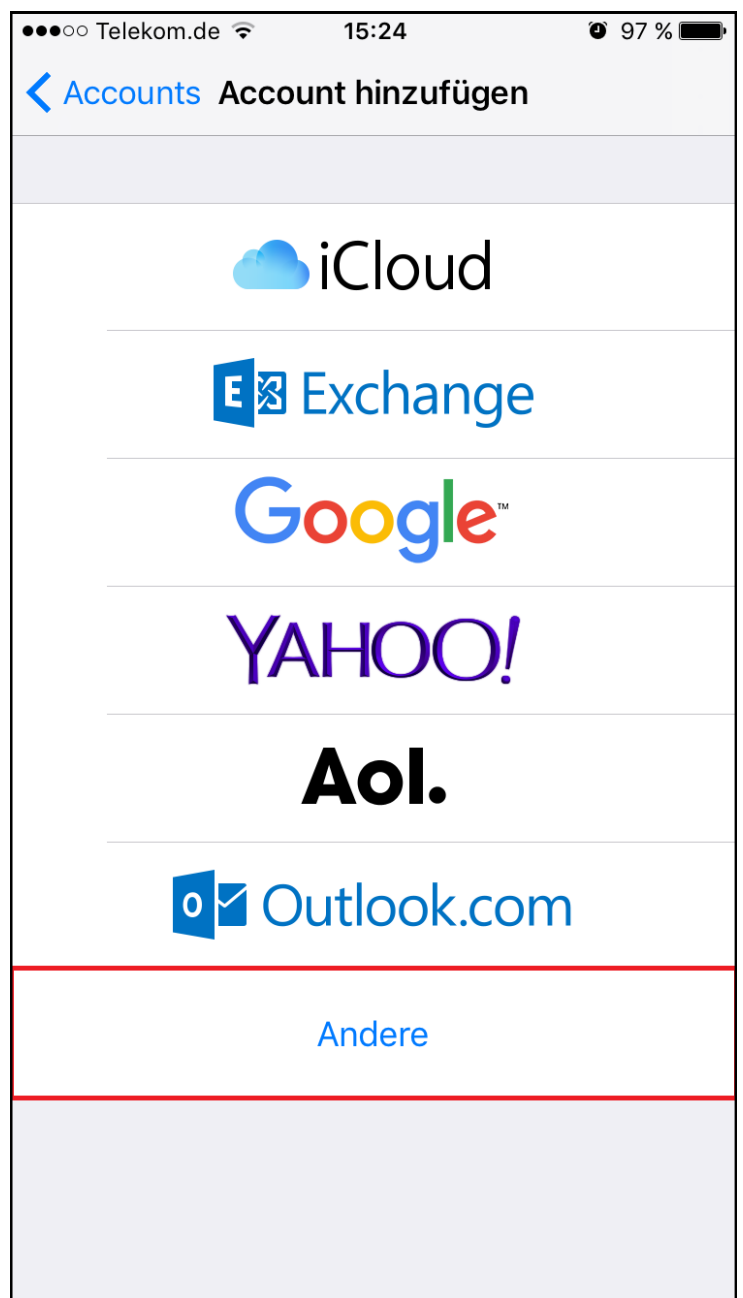 Telekom.de 15:24 97 %
Accounts Account hinzufügen
iCloud
E Exchange
Google™
YAHOO!
Aol.
O Outlook.com
Andere